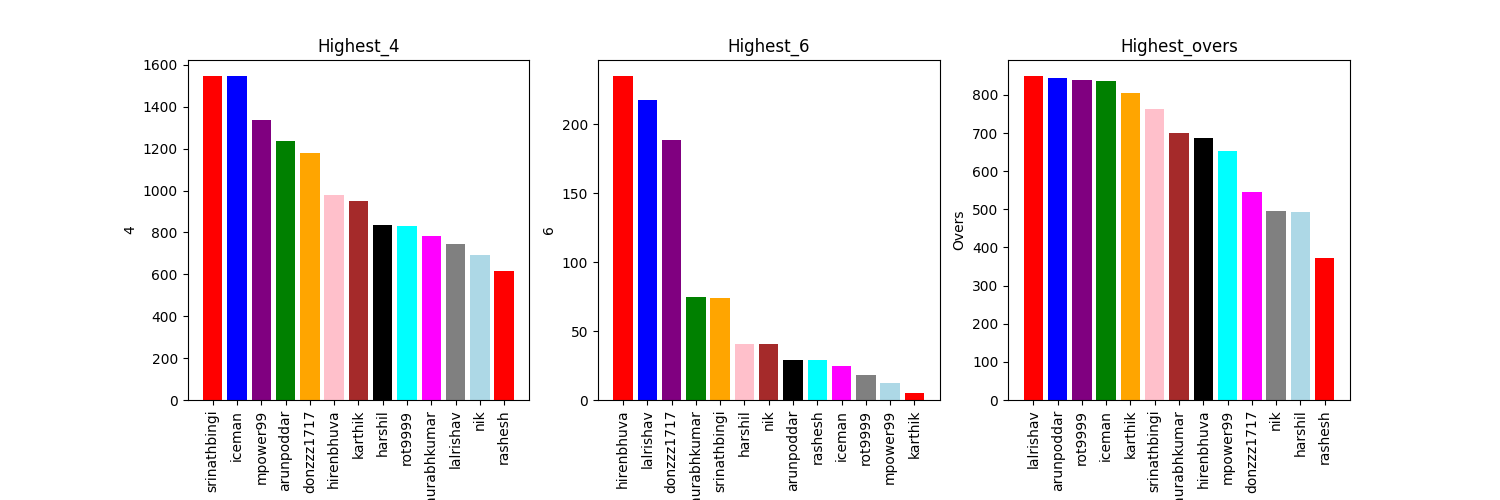 Highest_4
1600
1400
1200
1000
800
600
400
200
0
4
srinathbingi
iceman
mpower99
arunpoddar
donzzz1717
hirenbhuva
karthik
harshil
rot9999
urabhkumar
lalrishav
nik
rashesh
Highest_6
200
150
100
50
0
6
hirenbhuva
lalrishav
donzzz1717
urabhkumar
srinathbingi
harshil
nik
arunpoddar
rashesh
iceman
rot9999
mpower99
karthik
Highest_overs
800
700
600
500
400
300
200
100
0
Overs
lalrishav
arunpoddar
rot9999
iceman
karthik
srinathbingi
urabhkumar
hirenbhuva
mpower99
donzzz1717
nik
harshil
rashesh